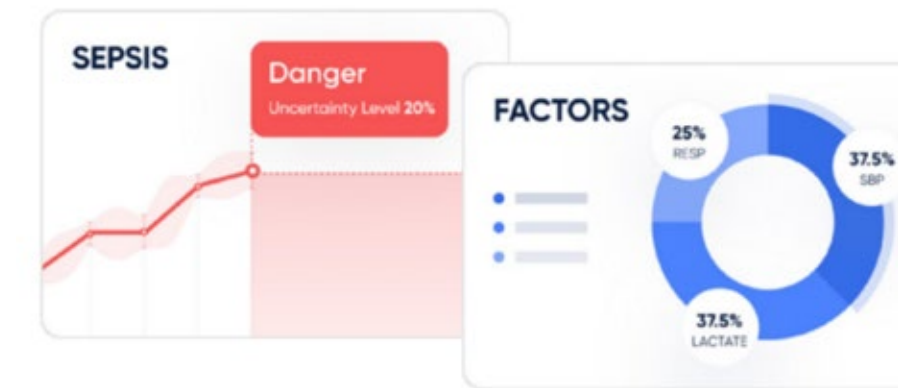 SEPSIS
Danger
Uncertainty Level 20%
FACTORS
25%
RESP
37.5%
SBP
37.5%
LACTATE